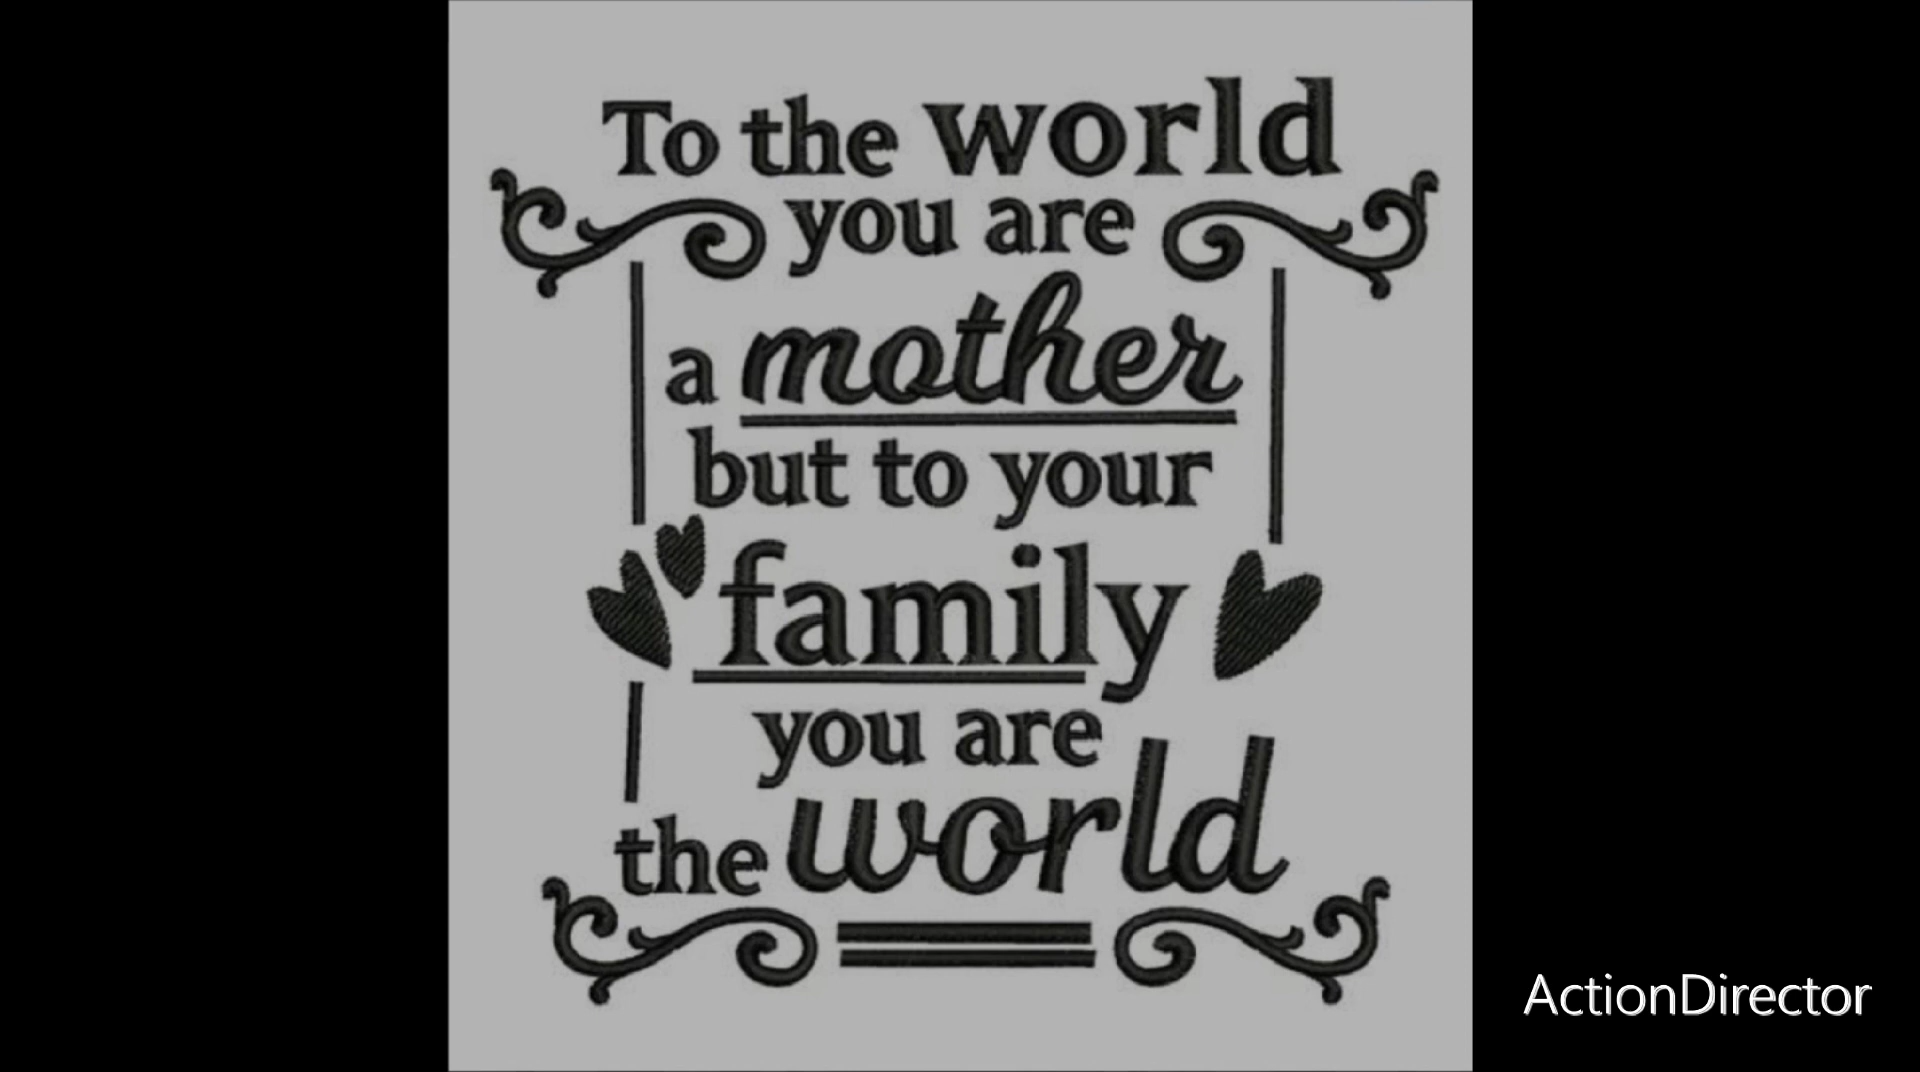 To the world
you are
a mother
but to your
family
you are
the world
ActionDirector